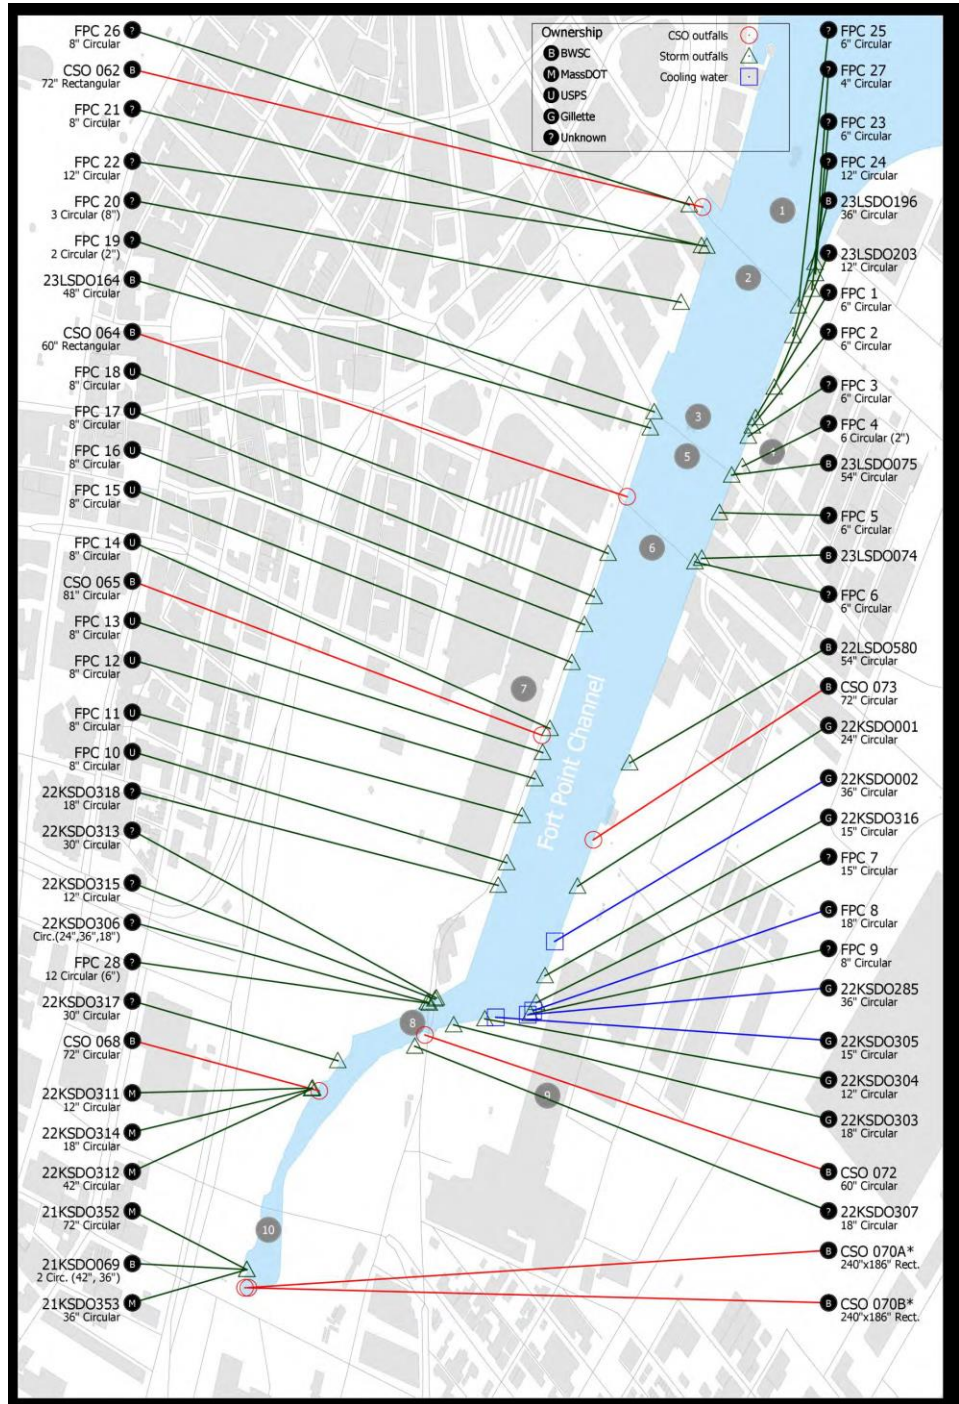 Ownership
B BWSC
M MassDOT
U USPS
G Gillette
? Unknown
CSO outfalls
Storm outfalls
Cooling water
FPC 26 ?
8" Circular
CSO 062 B
72" Rectangular
FPC 21 ?
8" Circular
FPC 22 ?
12" Circular
FPC 20 ?
3 Circular (8")
FPC 19 ?
2 Circular (2")
23LSDO164 B
48" Circular
CSO 064 B
60" Rectangular
FPC 18 U
8" Circular
FPC 17 U
8" Circular
FPC 16 U
8" Circular
FPC 15 U
8" Circular
FPC 14 U
8" Circular
CSO 065 B
81" Circular
FPC 13 U
8" Circular
FPC 12 U
8" Circular
FPC 11 U
8" Circular
FPC 10 U
8" Circular
22KSDO318 ?
18" Circular
22KSDO313 ?
30" Circular
22KSDO315 ?
12" Circular
22KSDO306 ?
Circ.(24",36",18")
FPC 28 ?
12 Circular (6")
22KSDO317 ?
30" Circular
CSO 068 B
72" Circular
22KSDO311 M
12" Circular
22KSDO314 M
18" Circular
22KSDO312 M
42" Circular
21KSDO352 M
72" Circular
21KSDO069 B
2 Circ. (42", 36")
21KSDO353 M
36" Circular
1
2
3
5
6
7
8
9
10
Fort Point Channel
? FPC 25
6" Circular
? FPC 27
4" Circular
? FPC 23
6" Circular
? FPC 24
12" Circular
B 23LSDO196
36" Circular
? 23LSDO203
12" Circular
? FPC 1
6" Circular
? FPC 2
6" Circular
? FPC 3
6" Circular
? FPC 4
6 Circular (2")
B 23LSDO075
54" Circular
? FPC 5
6" Circular
B 23LSDO074
? FPC 6
6" Circular
B 22LSDO580
54" Circular
B CSO 073
72" Circular
G 22KSDO001
24" Circular
G 22KSDO002
36" Circular
G 22KSDO316
15" Circular
? FPC 7
15" Circular
G FPC 8
18" Circular
? FPC 9
8" Circular
G 22KSDO285
36" Circular
G 22KSDO305
15" Circular
G 22KSDO304
12" Circular
G 22KSDO303
18" Circular
B CSO 072
60" Circular
? 22KSDO307
18" Circular
B CSO 070A*
240"x186" Rect.
B CSO 070B*
240"x186" Rect.